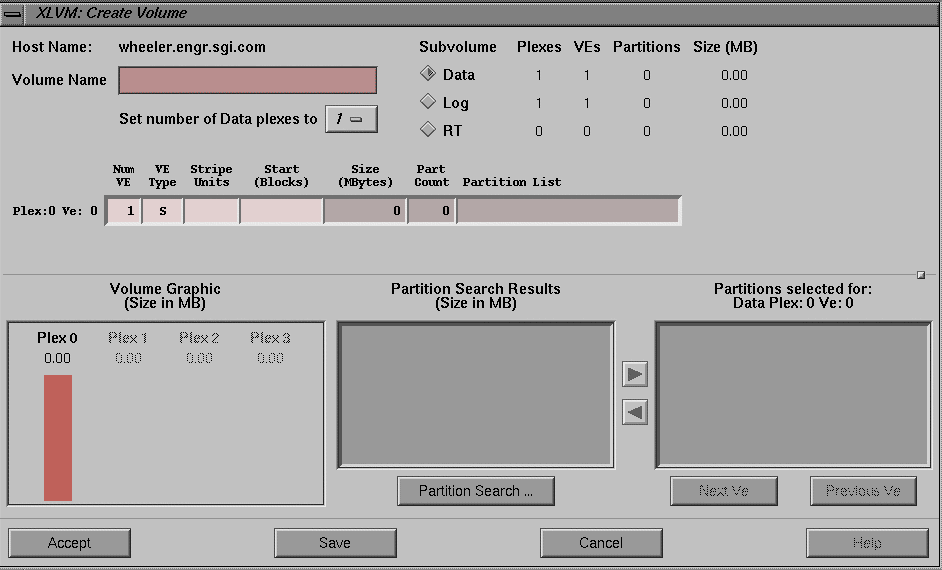 XLVM: Create Volume
Host Name: wheeler.engr.sgi.com
Volume Name
Set number of Data plexes to 1
Subvolume Plexes VEs Partitions Size (MB)
Data 1 1 0 0.00
Log 1 1 0 0.00
RT 0 0 0 0.00
Num VE Stripe Start Size Part
VE Type Units (Blocks) (MBytes) Count Partition List
Plex:0 Ve: 0 1 S 0 0
Volume Graphic
(Size in MB)
Plex 0 Plex 1 Plex 2 Plex 3
0.00 0.00 0.00 0.00
Partition Search Results
(Size in MB)
Partition Search ...
Partitions selected for:
Data Plex: 0 Ve: 0
Next Ve Previous Ve
Accept Save Cancel Help